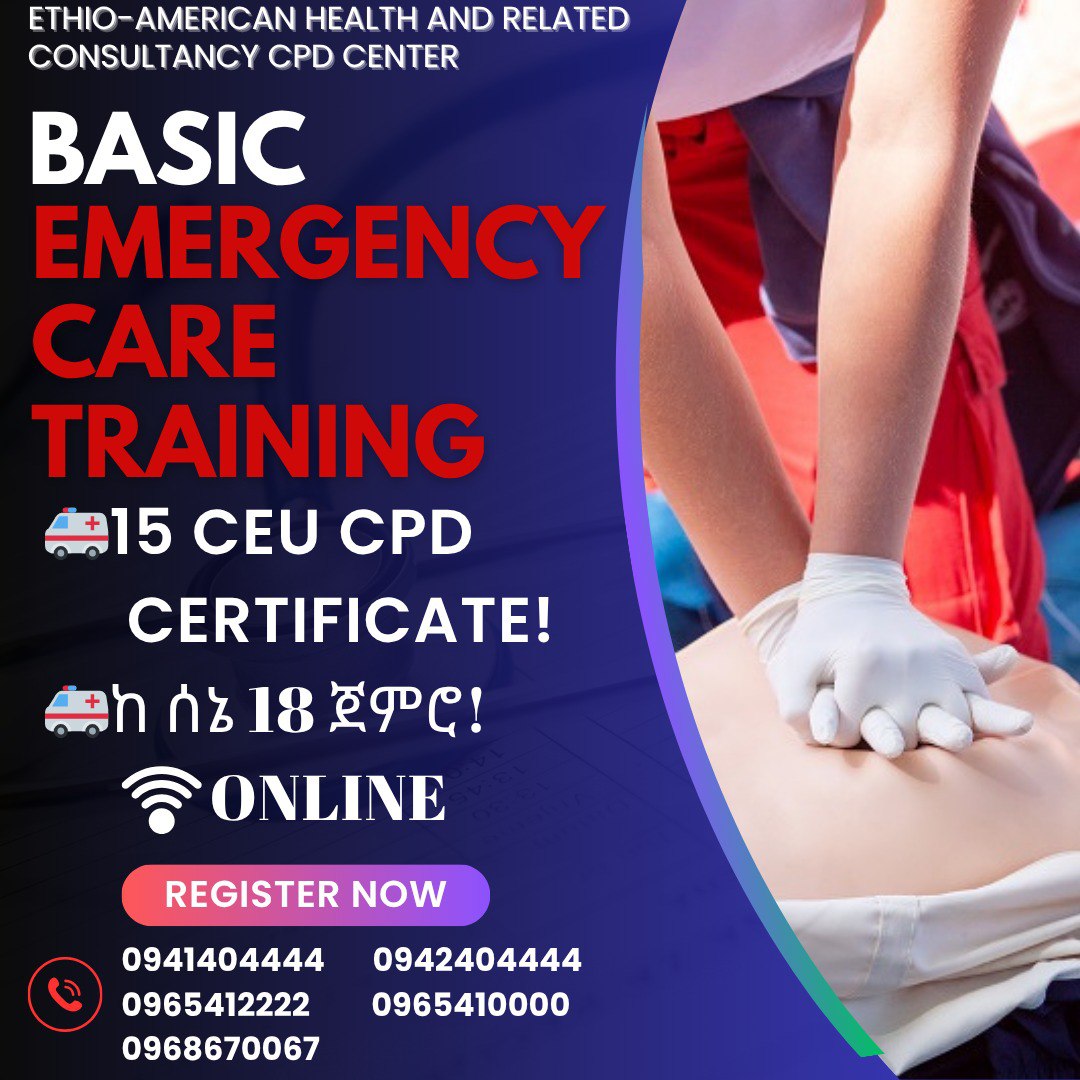 ETHIO-AMERICAN HEALTH AND RELATED
CONSULTANCY CPD CENTER
BASIC
EMERGENCY
CARE
TRAINING
15 CEU CPD
CERTIFICATE!
ከ ሰኔ 18 ጀምሮ!
ONLINE
REGISTER NOW
0941404444 0942404444
0965412222 0965410000
0968670067